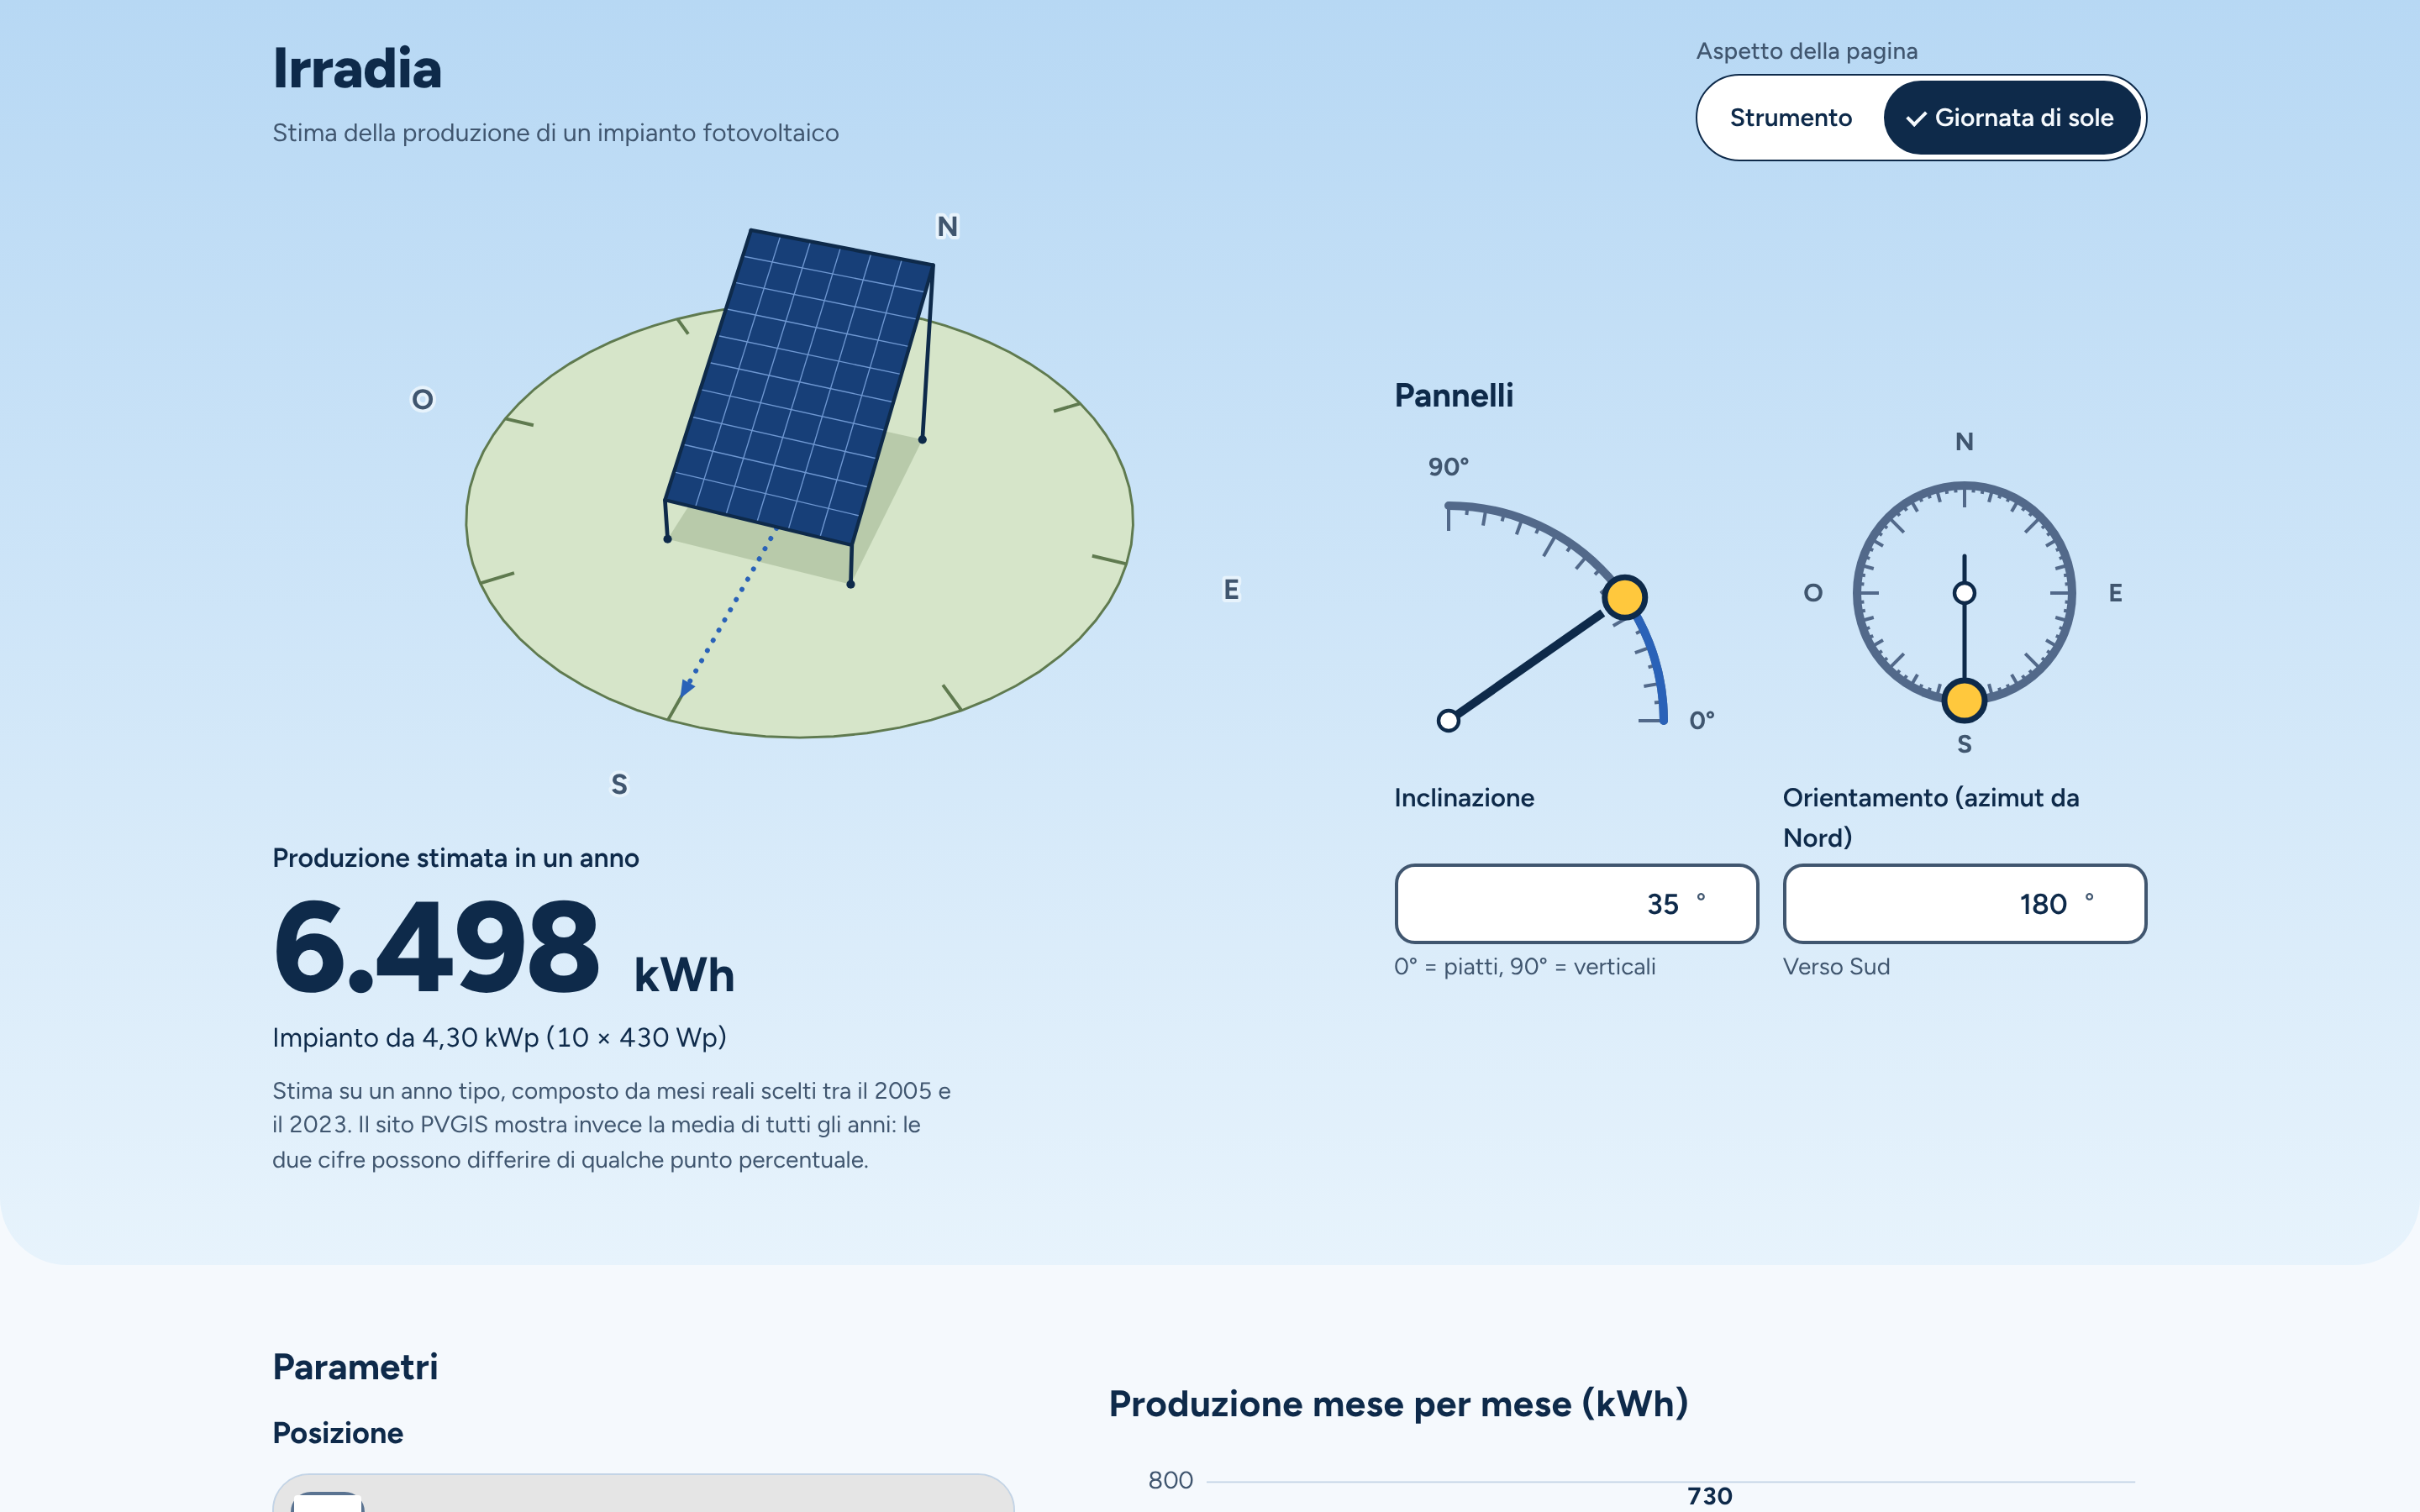 Irradia
Stima della produzione di un impianto fotovoltaico
Aspetto della pagina
Strumento
Giornata di sole
N
O
E
S
Produzione stimata in un anno
6.498 kWh
Impianto da 4,30 kWp (10 × 430 Wp)
Stima su un anno tipo, composto da mesi reali scelti tra il 2005 e
il 2023. Il sito PVGIS mostra invece la media di tutti gli anni: le
due cifre possono differire di qualche punto percentuale.
Pannelli
90°
0°
N
O
E
S
Inclinazione
35 °
0° = piatti, 90° = verticali
Orientamento (azimut da
Nord)
180 °
Verso Sud
Parametri
Posizione
Produzione mese per mese (kWh)
800
730